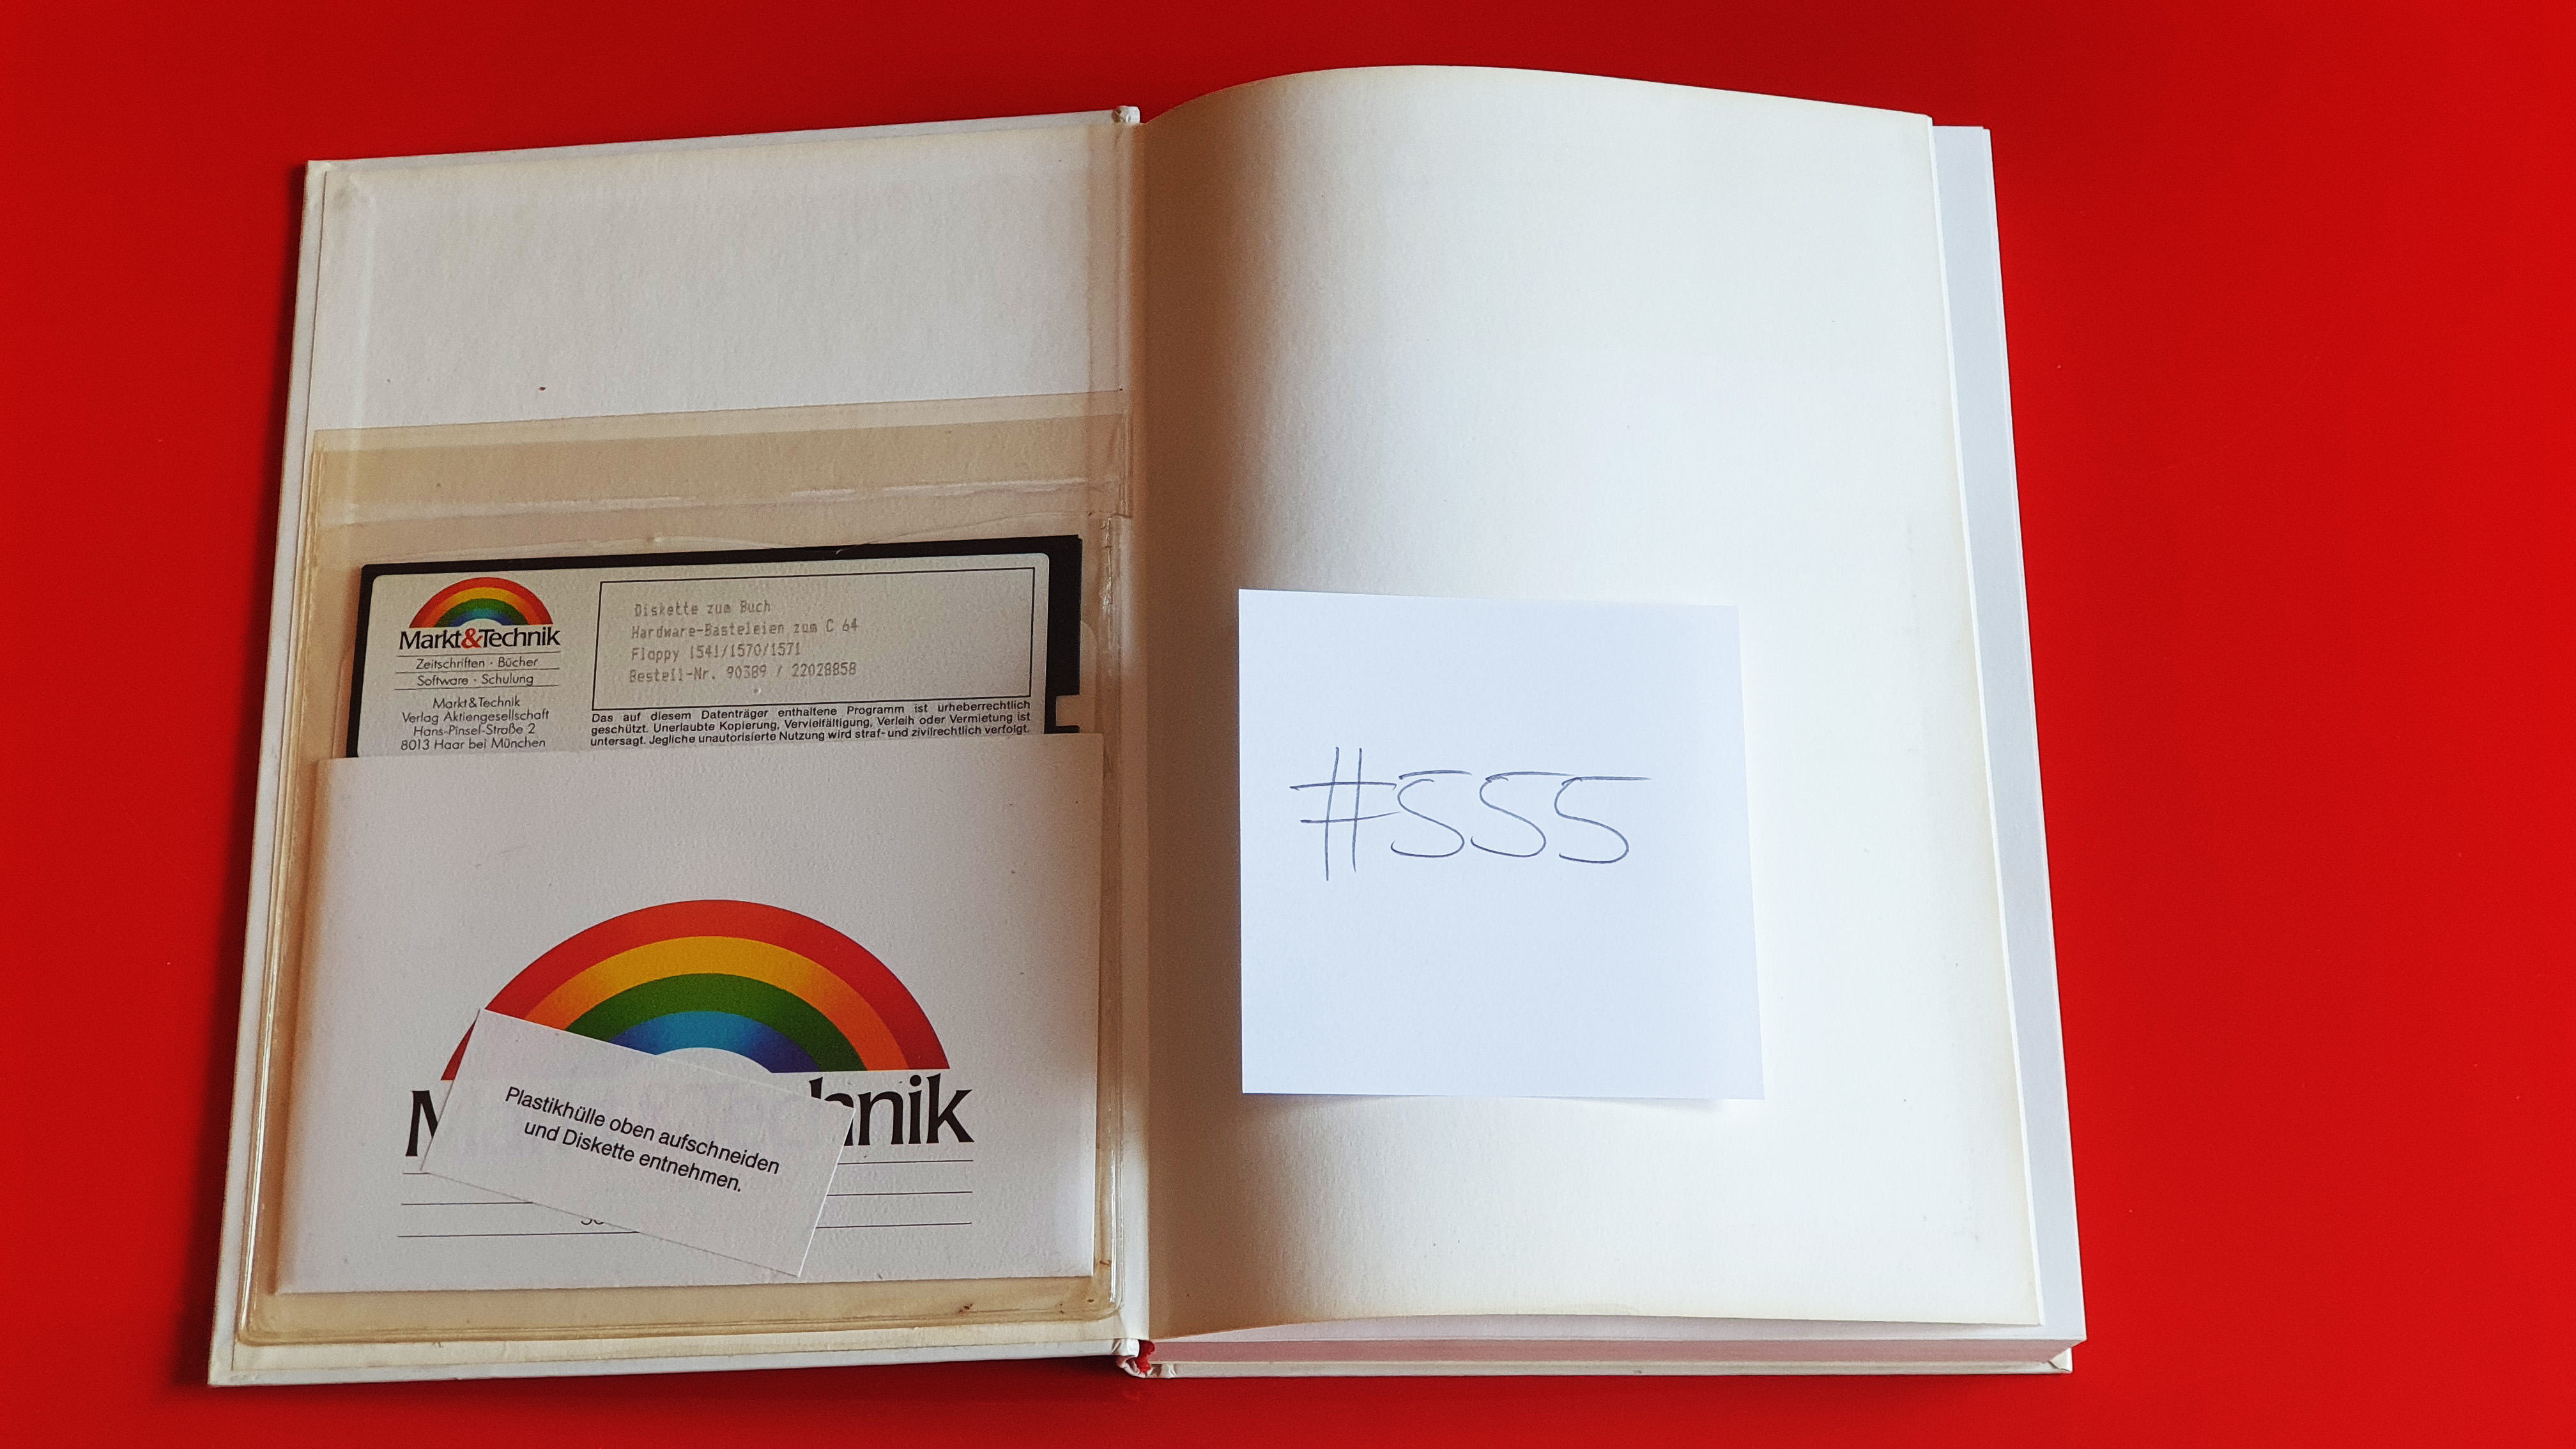 Markt&Technik
Zeitschriften · Bücher
Software · Schulung
Markt&Technik
Verlag Aktiengesellschaft
Hans-Pinsel-Straße 2
8013 Haar bei München
Diskette zum Buch
Hardware-Basteleien zum C 64
Floppy 1541/1570/1571
Bestell-Nr. 90389 / 22028858
Das auf diesem Datenträger enthaltene Programm ist urheberrechtlich
geschützt. Unerlaubte Kopierung, Vervielfältigung, Verleih oder Vermietung ist
untersagt. Jegliche unautorisierte Nutzung wird straf- und zivilrechtlich verfolgt.
M hnik
Plastikhülle oben aufschneiden
und Diskette entnehmen.
#555